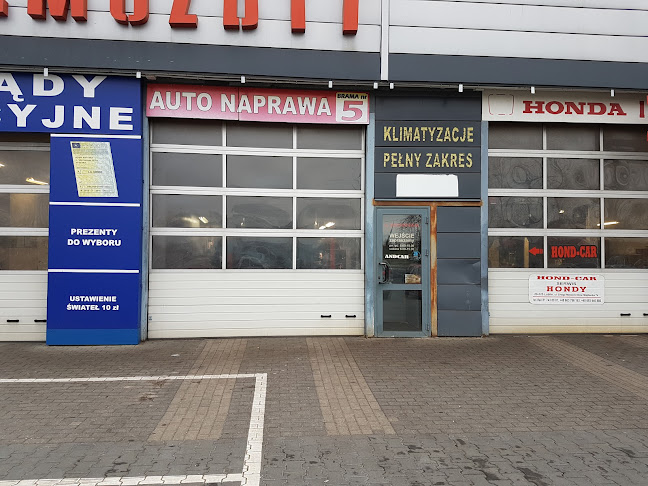 ĄDY
YJNE
PREZENTY
DO WYBORU
USTAWIENIE
ŚWIATEŁ 10 zł
AUTO NAPRAWA
BRAMA nr
5
KLIMATYZACJE
PEŁNY ZAKRES
WEJŚCIE
ANDCAR
HONDA
HOND-CAR
HOND-CAR
SERWIS
HONDY